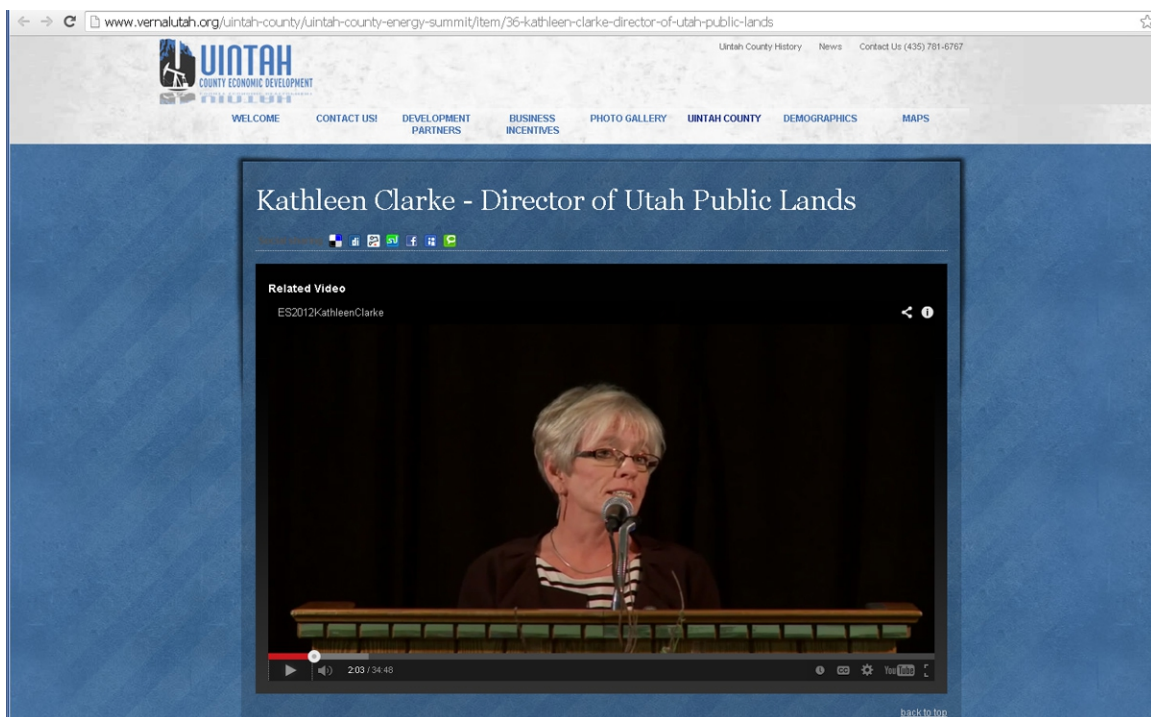 www.vernalutah.org/uintah-county/uintah-county-energy-summit/item/36-kathleen-clarke-director-of-utah-public-lands
Uintah County History News Contact Us (435) 781-6767
UINTAH
COUNTY ECONOMIC DEVELOPMENT
WELCOME CONTACT US! DEVELOPMENT PARTNERS BUSINESS INCENTIVES PHOTO GALLERY UINTAH COUNTY DEMOGRAPHICS MAPS
Kathleen Clarke - Director of Utah Public Lands
Related Video
ES2012KathleenClarke
2:03 / 34:48
CC
YouTube
back to top